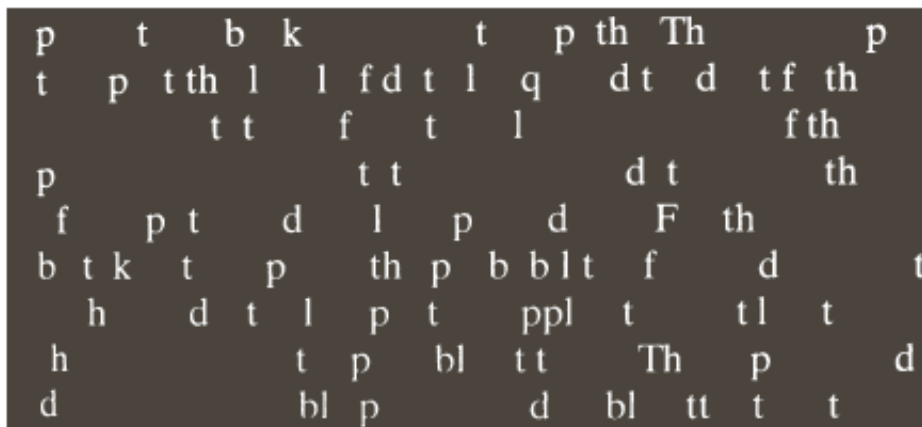 p t b k t p th Th p
t p t th l l f d t l q d t d t f th
t t f t l f th
p t t d t th
f p t d l p d F th
b t k t p th p b b l t f d t
h d t l p t ppl t t l t
h t p bl t t Th p d
d bl p d bl tt t t